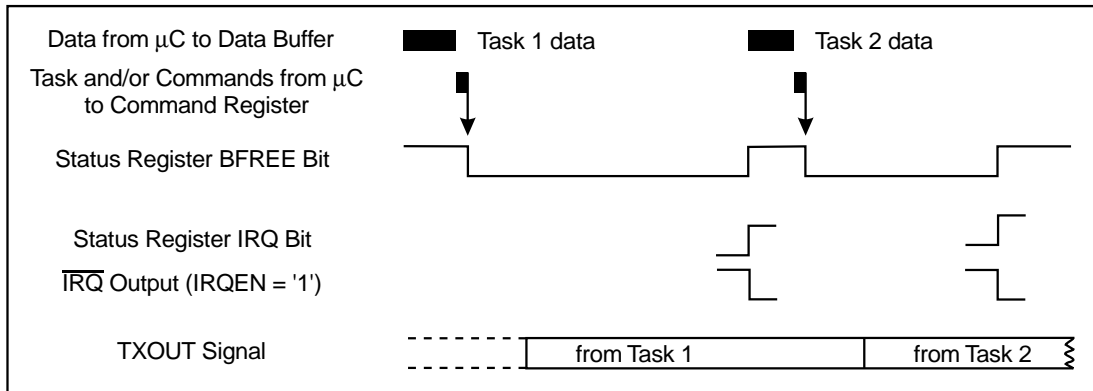 Data from μC to Data Buffer
Task 1 data
Task 2 data
Task and/or Commands from μC
to Command Register
Status Register BFREE Bit
Status Register IRQ Bit
IRQ Output (IRQEN = '1')
TXOUT Signal
from Task 1
from Task 2